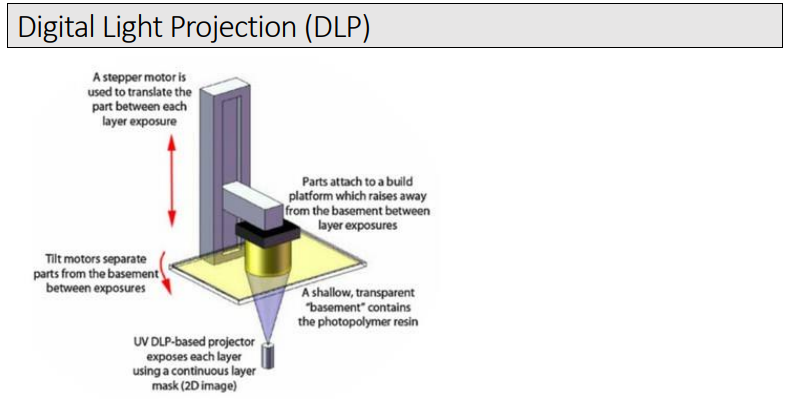 Digital Light Projection (DLP)
A stepper motor is
used to translate the
part between each
layer exposure
Parts attach to a build
platform which raises away
from the basement between
layer exposures
Tilt motors separate
parts from the basement
between exposures
A shallow, transparent
"basement" contains
the photopolymer resin
UV DLP-based projector
exposes each layer
using a continuous layer
mask (2D image)